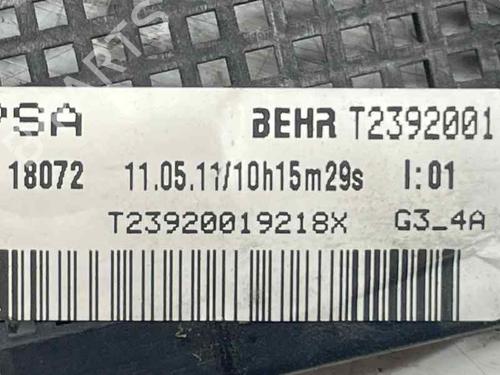 PSA BEHR T2392001
18072 11.05.11/10h15m29s I:01
T23920019218X G3_4A